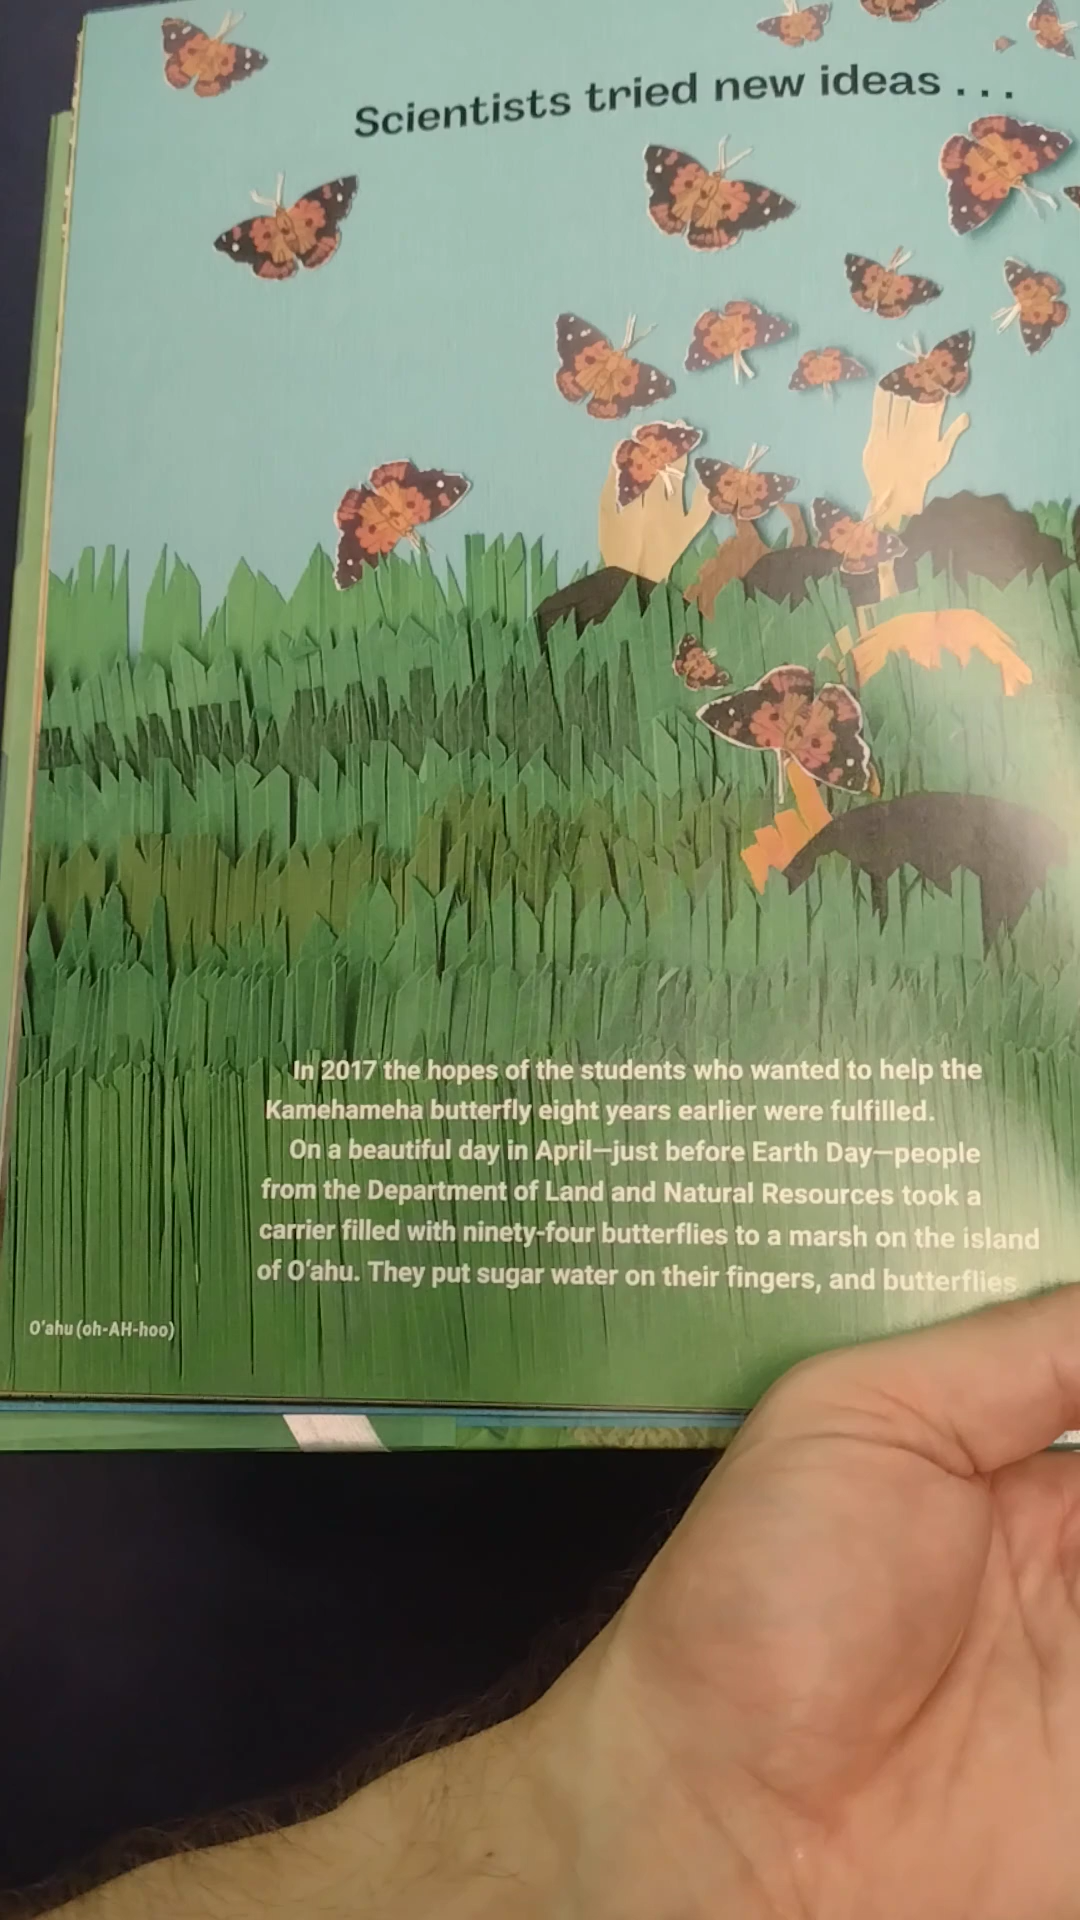 Scientists tried new ideas . . .
In 2017 the hopes of the students who wanted to help the
Kamehameha butterfly eight years earlier were fulfilled.
On a beautiful day in April—just before Earth Day—people
from the Department of Land and Natural Resources took a
carrier filled with ninety-four butterflies to a marsh on the island
of Oʻahu. They put sugar water on their fingers, and butterflies
Oʻahu (oh-AH-hoo)